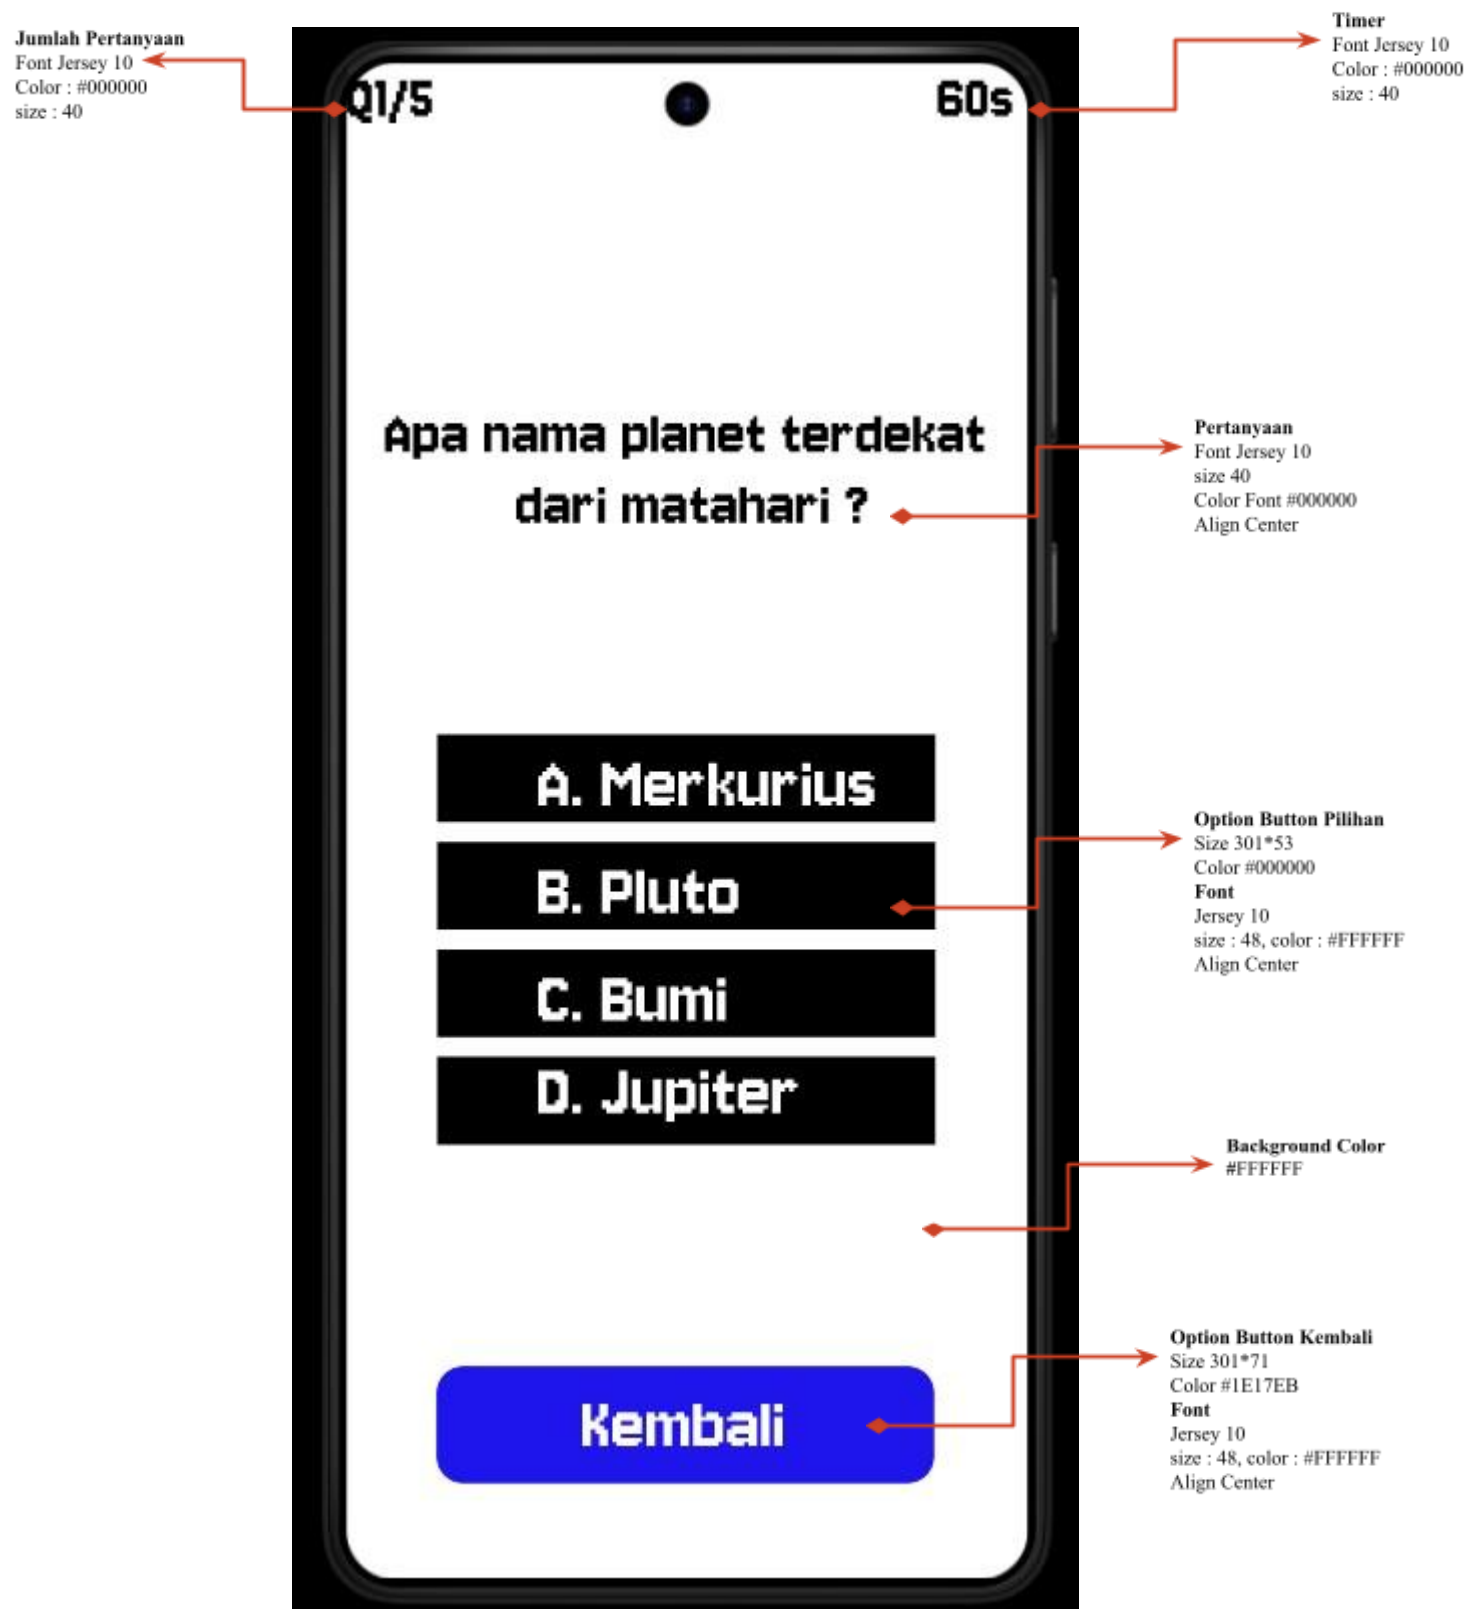 Jumlah Pertanyaan
Font Jersey 10
Color : #000000
size : 40
Timer
Font Jersey 10
Color : #000000
size : 40
Q1/5
60s
Apa nama planet terdekat
dari matahari ?
Pertanyaan
Font Jersey 10
size 40
Color Font #000000
Align Center
A. Merkurius
B. Pluto
C. Bumi
D. Jupiter
Option Button Pilihan
Size 301*53
Color #000000
Font
Jersey 10
size : 48, color : #FFFFFF
Align Center
Background Color
#FFFFFF
Kembali
Option Button Kembali
Size 301*71
Color #1E17EB
Font
Jersey 10
size : 48, color : #FFFFFF
Align Center